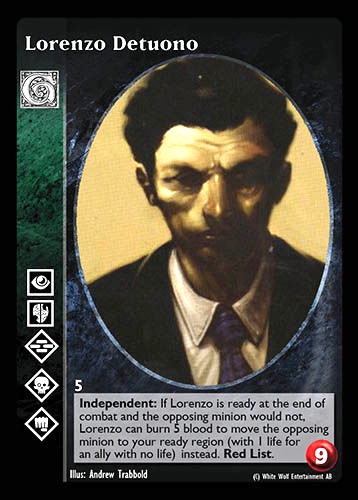 Lorenzo Detuono
5
Independent: If Lorenzo is ready at the end of
combat and the opposing minion would not,
Lorenzo can burn 5 blood to move the opposing
minion to your ready region (with 1 life for
an ally with no life) instead. Red List.
9
Illus: Andrew Trabbold
(C) White Wolf Entertainment AB